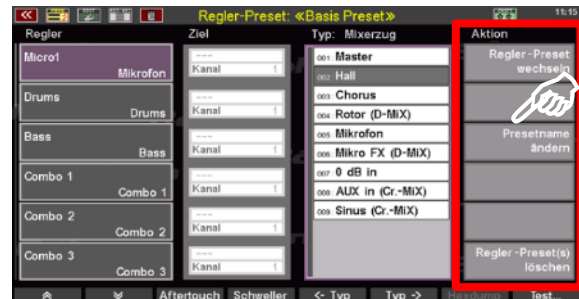 Regler-Preset: «Basis Preset»
11:15
Regler
Ziel
Typ: Mixerzug
Aktion
Micro1
Mikrofon
Drums
Drums
Bass
Bass
Combo 1
Combo 1
Combo 2
Combo 2
Combo 3
Combo 3
---
Kanal 1
---
Kanal 1
---
Kanal 1
---
Kanal 1
---
Kanal 1
---
Kanal 1
001: Master
002: Hall
003: Chorus
004: Rotor (D-MiX)
005: Mikrofon
006: Mikro FX (D-MiX)
007: 0 dB in
008: AUX in (Cr.-MiX)
009: Sinus (Cr.-MiX)
Regler-Preset
wechseln
Presetname
ändern
Regler-Preset(s)
löschen
Aftertouch Schweller <- Typ Typ -> Hexdump Test...